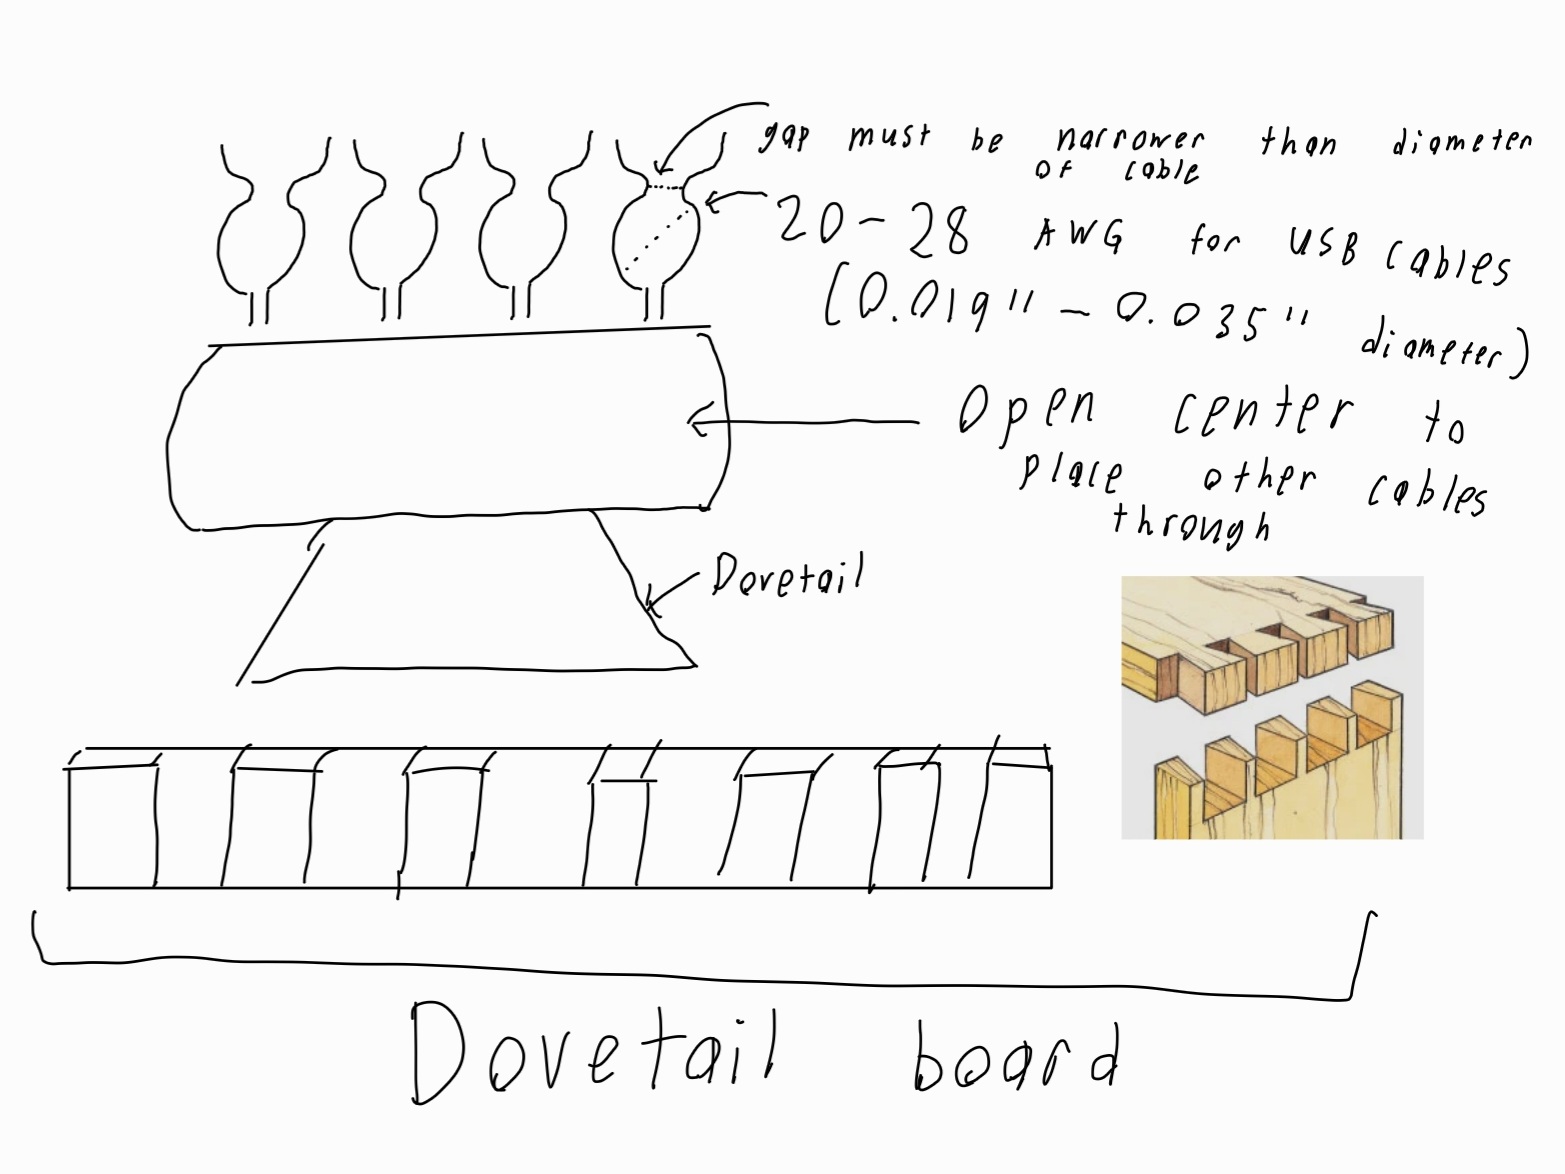 gap must be narrower than diameter
of cable
20-28 AWG for USB cables
(0.019" - 0.035" diameter)
Open center to
place other cables
through
Dovetail
Dovetail board